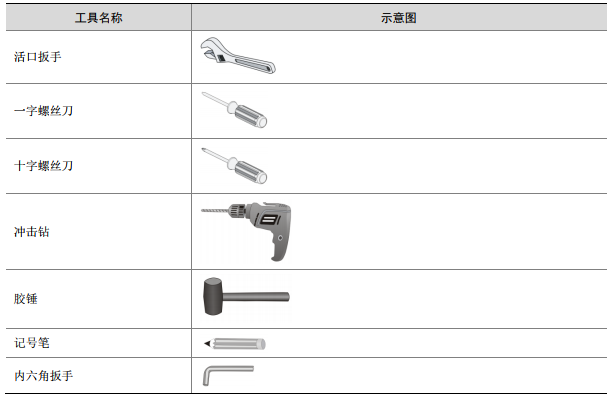 工具名称 示意图
活口扳手
一字螺丝刀
十字螺丝刀
冲击钻
胶锤
记号笔
内六角扳手